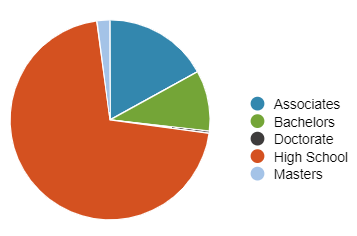 Associates
Bachelors
Doctorate
High School
Masters